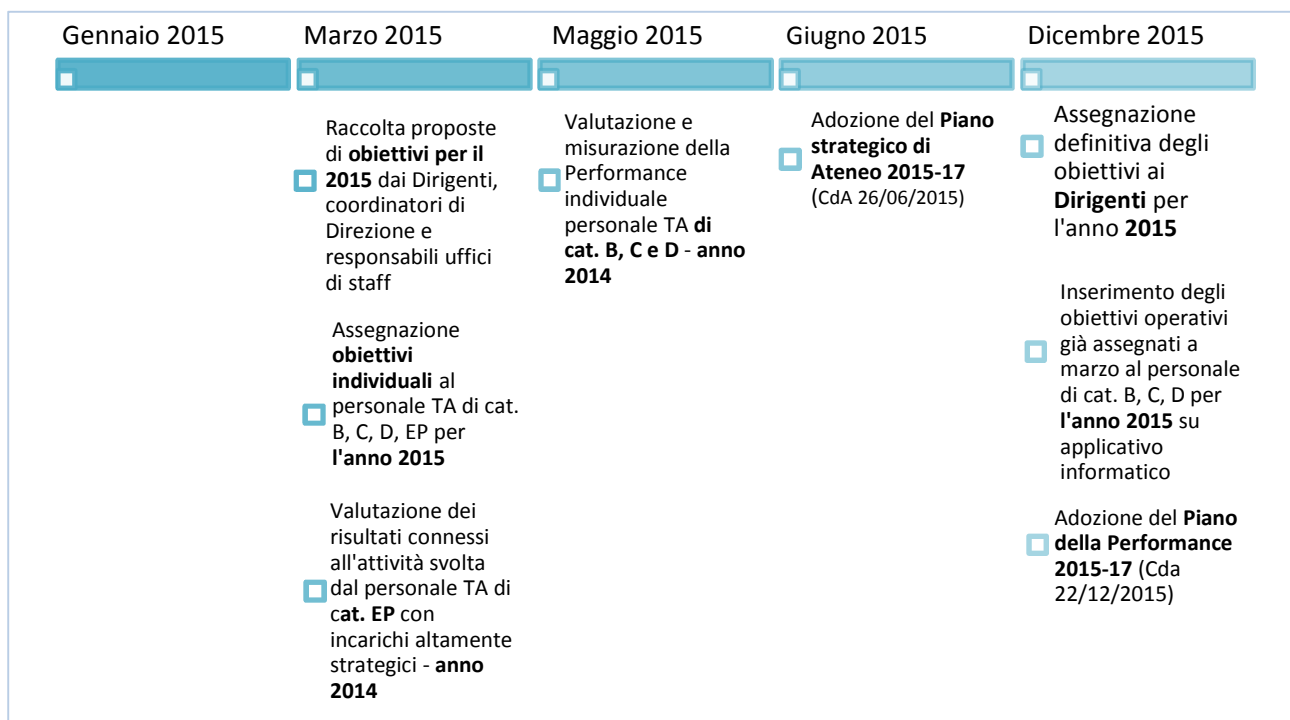 Gennaio 2015
Marzo 2015
Raccolta proposte
di obiettivi per il
2015 dai Dirigenti,
coordinatori di
Direzione e
responsabili uffici
di staff
Assegnazione
obiettivi
individuali al
personale TA di cat.
B, C, D, EP per
l'anno 2015
Valutazione dei
risultati connessi
all'attività svolta
dal personale TA di
cat. EP con
incarichi altamente
strategici - anno
2014
Maggio 2015
Valutazione e
misurazione della
Performance
individuale
personale TA di
cat. B, C e D - anno
2014
Giugno 2015
Adozione del Piano
strategico di
Ateneo 2015-17
(CdA 26/06/2015)
Dicembre 2015
Assegnazione
definitiva degli
obiettivi ai
Dirigenti per
l'anno 2015
Inserimento degli
obiettivi operativi
già assegnati a
marzo al personale
di cat. B, C, D per
l'anno 2015 su
applicativo
informatico
Adozione del Piano
della Performance
2015-17 (Cda
22/12/2015)